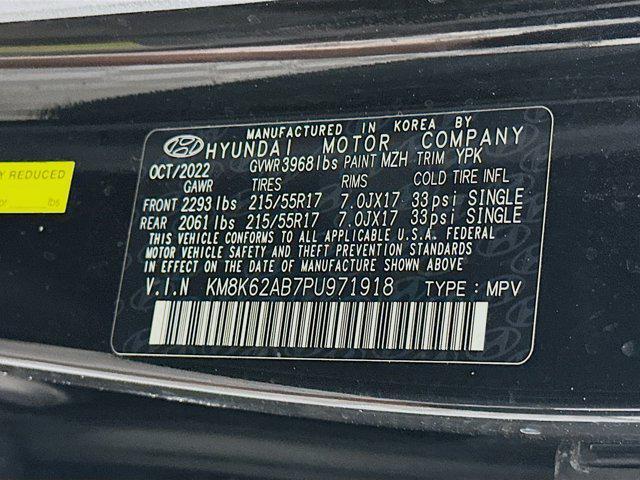 MANUFACTURED IN KOREA BY
HYUNDAI MOTOR COMPANY
OCT/2022 GVWR3968lbs PAINT MZH TRIM YPK
GAWR TIRES RIMS COLD TIRE INFL
FRONT 2293lbs 215/55R17 7.0JX17 33psi SINGLE
REAR 2061lbs 215/55R17 7.0JX17 33psi SINGLE
THIS VEHICLE CONFORMS TO ALL APPLICABLE U.S.A. FEDERAL
MOTOR VEHICLE SAFETY AND THEFT PREVENTION STANDARDS
IN EFFECT ON THE DATE OF MANUFACTURE SHOWN ABOVE.
V.I.N KM8K62AB7PU971918 TYPE : MPV
Y REDUCED
or lbs